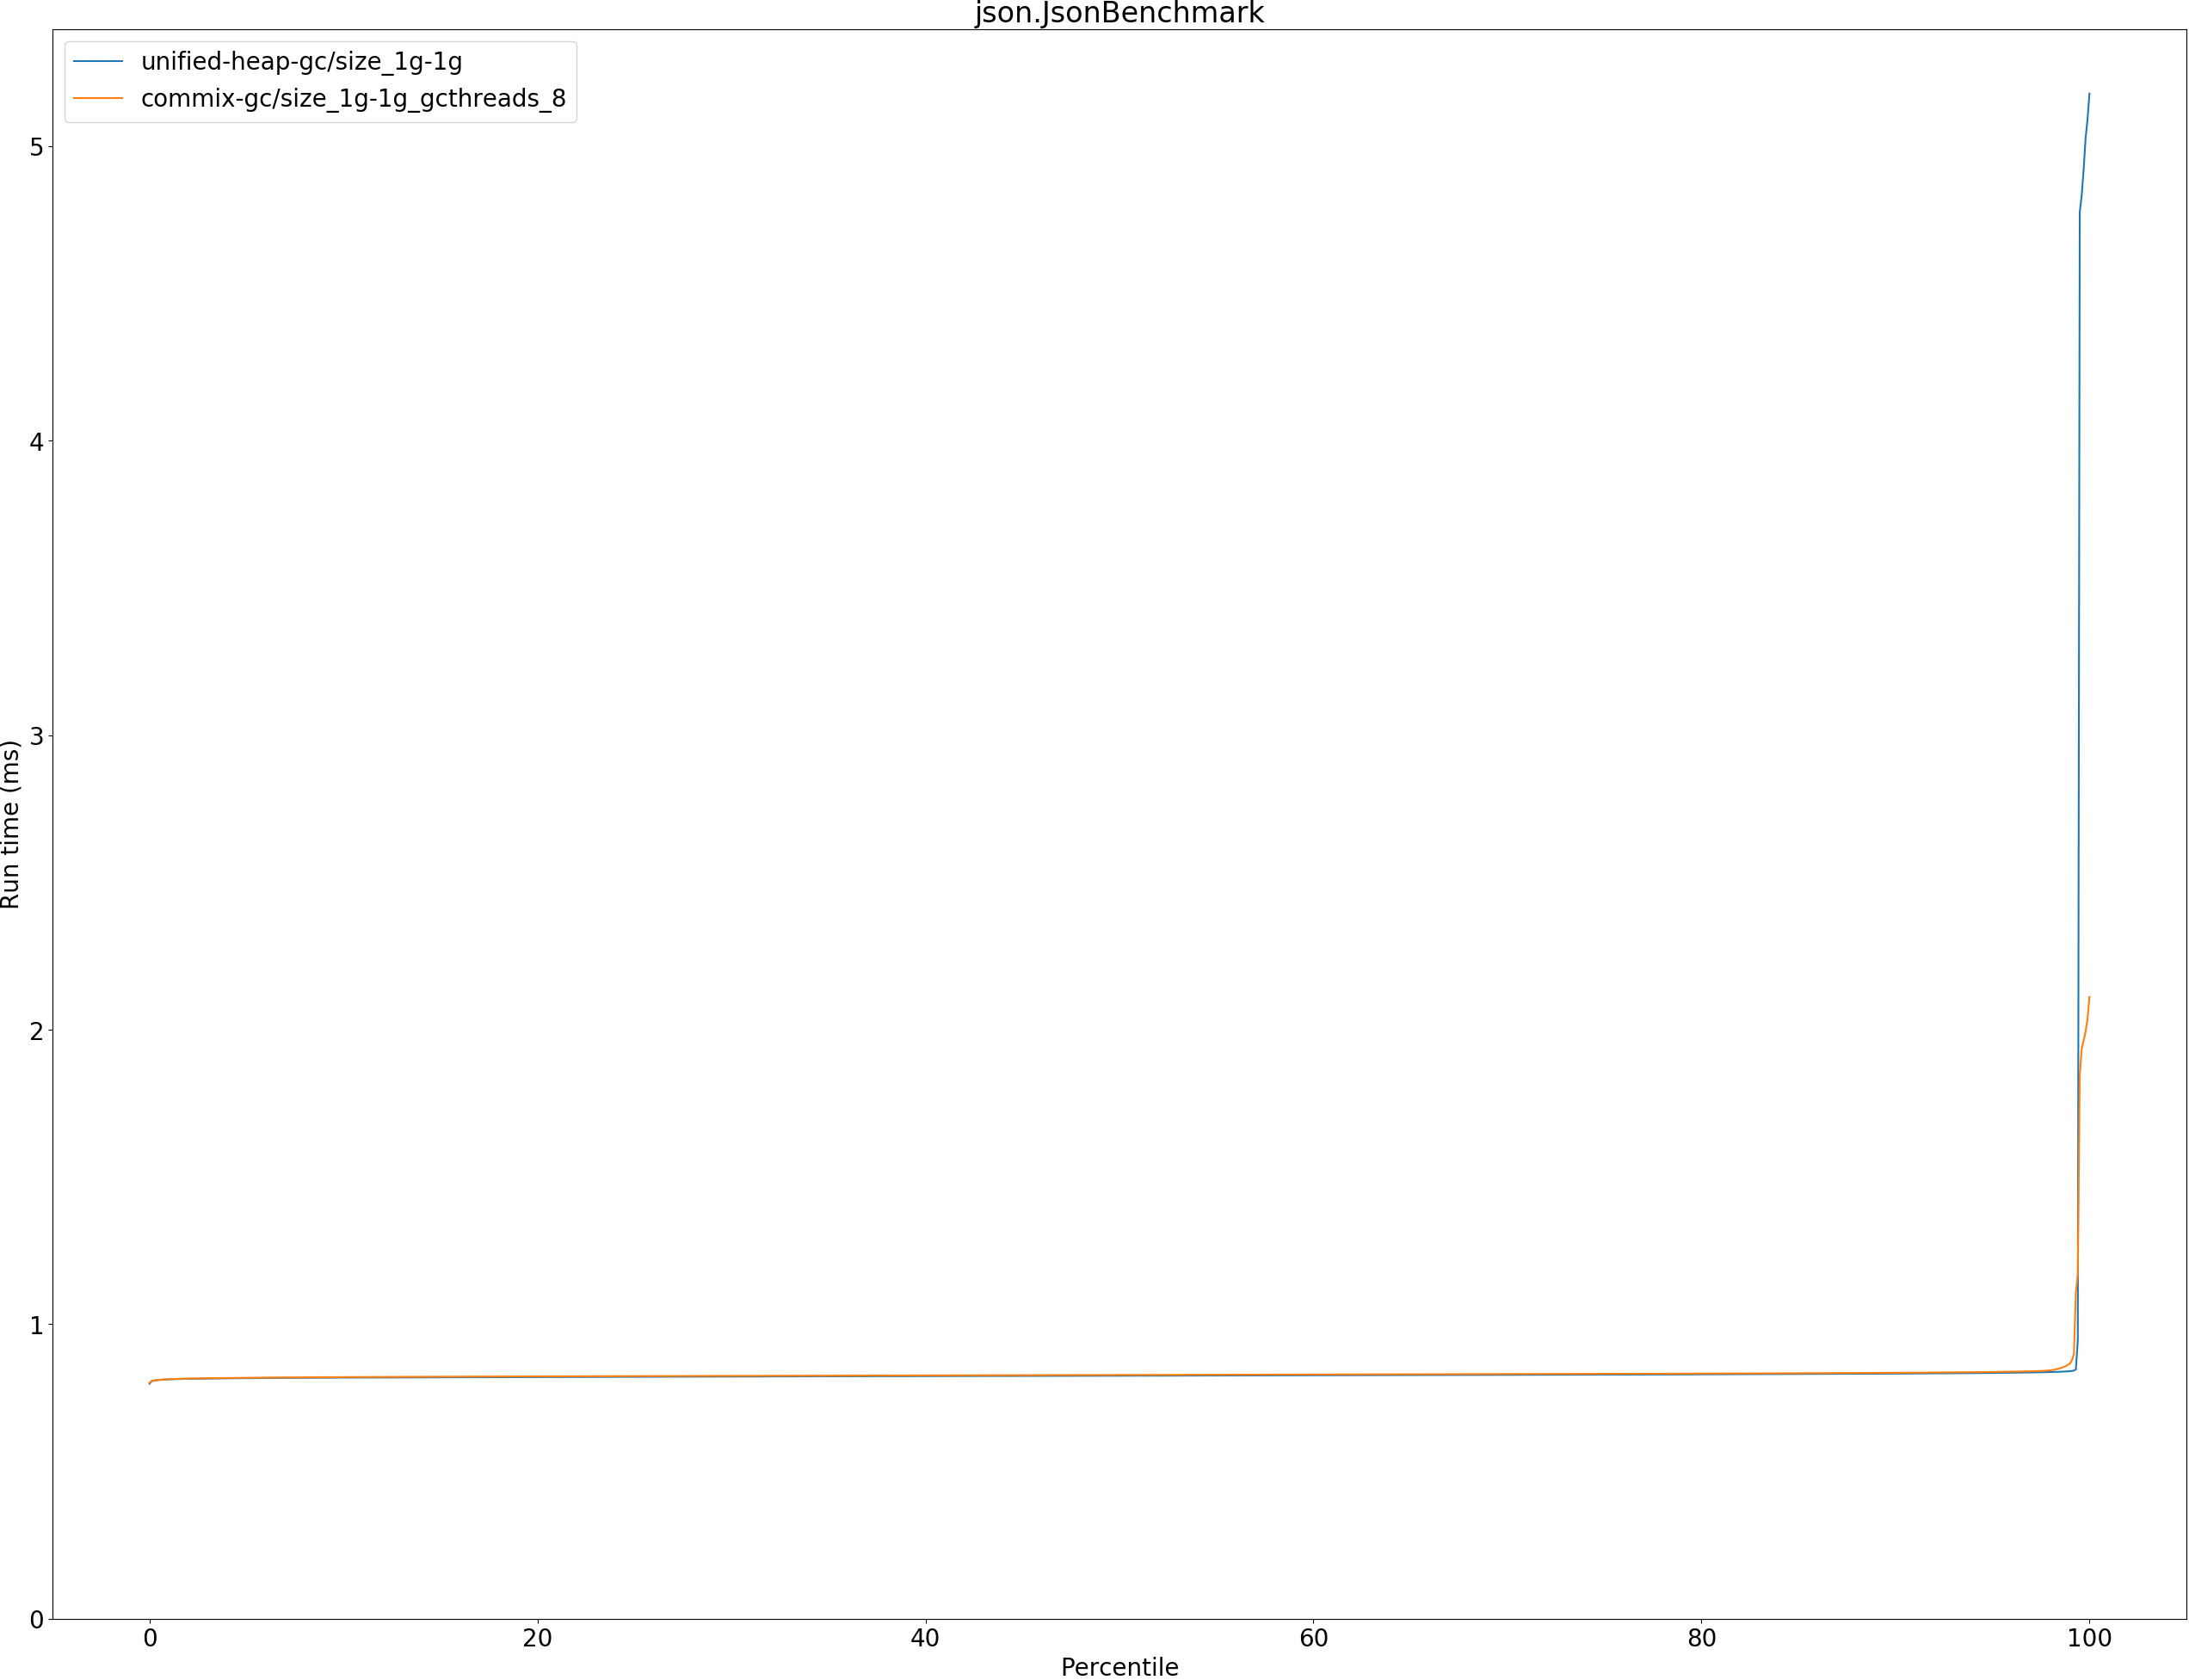 json.JsonBenchmark
unified-heap-gc/size_1g-1g
commix-gc/size_1g-1g_gcthreads_8
5
4
3
2
1
0
Run time (ms)
0 20 40 60 80 100
Percentile